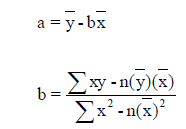 a = y̅ - bx̅
b = ∑xy - n(y̅)(x̅) / ∑x² - n(x̅)²